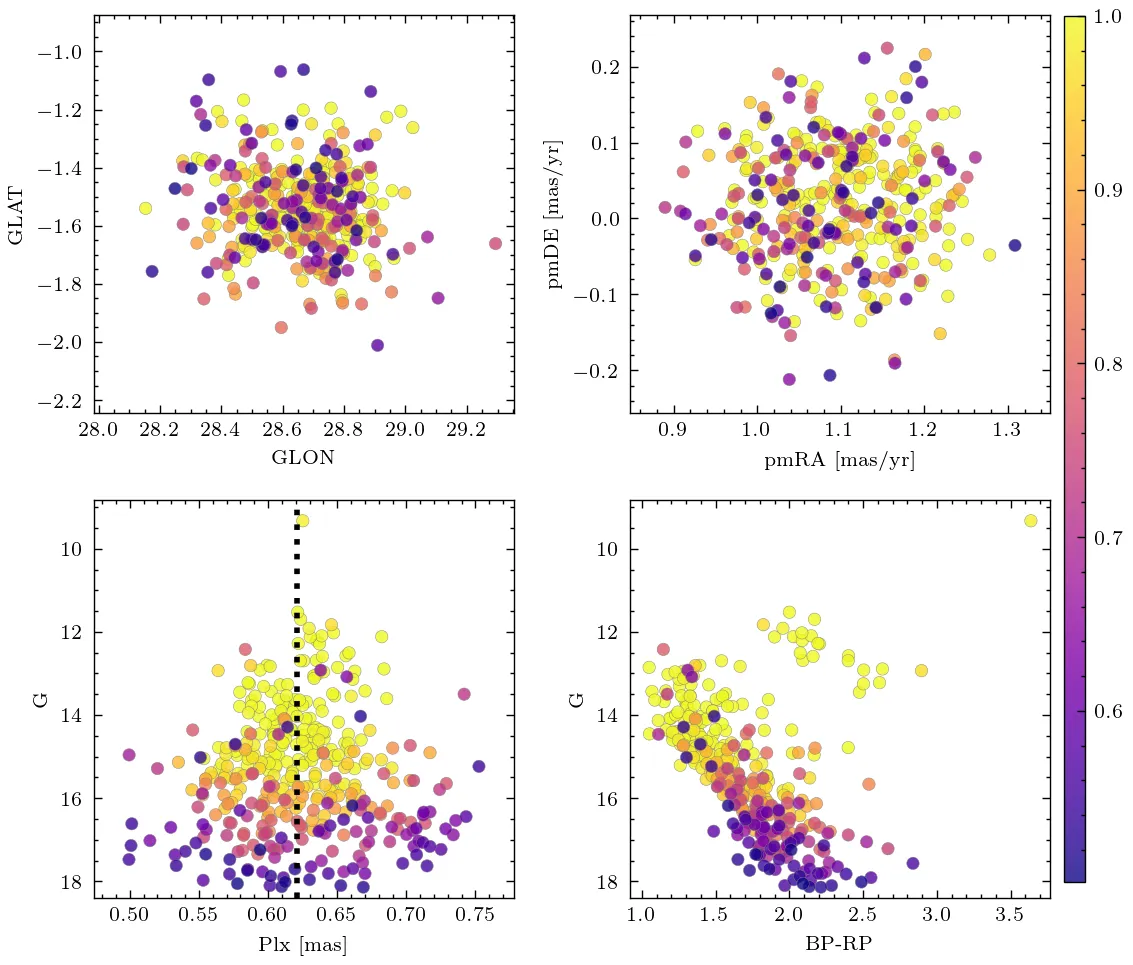 −1.0
−1.2
−1.4
−1.6
−1.8
−2.0
−2.2
GLAT
28.0 28.2 28.4 28.6 28.8 29.0 29.2
GLON
0.2
0.1
0.0
−0.1
−0.2
pmDE [mas/yr]
0.9 1.0 1.1 1.2 1.3
pmRA [mas/yr]
10
12
14
16
18
G
0.50 0.55 0.60 0.65 0.70 0.75
Plx [mas]
10
12
14
16
18
G
1.0 1.5 2.0 2.5 3.0 3.5
BP-RP
1.0
0.9
0.8
0.7
0.6